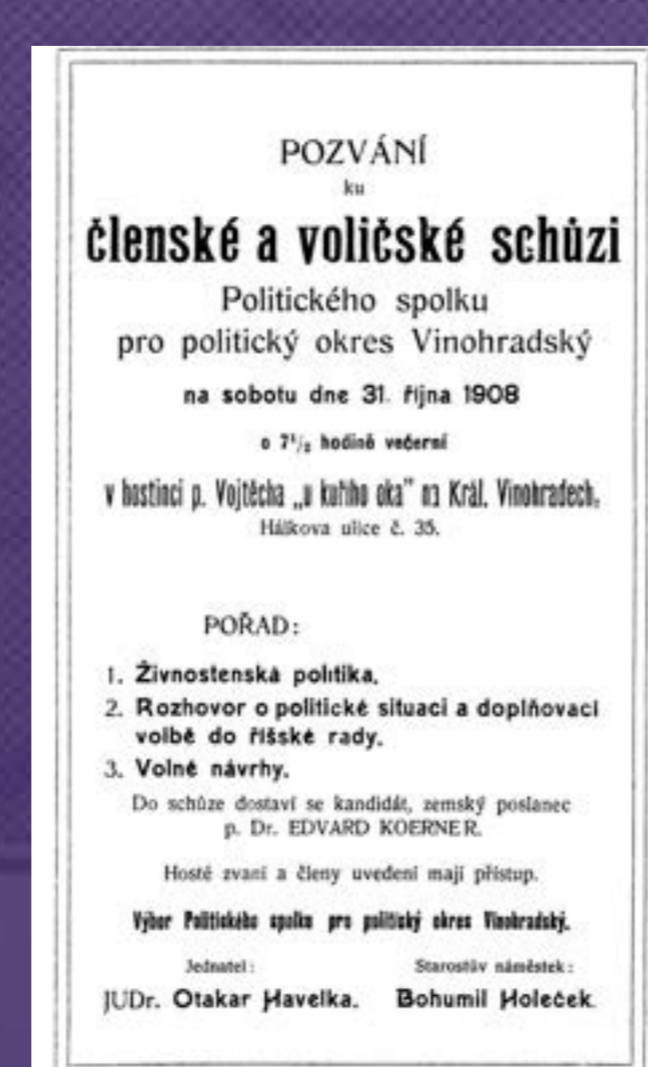 POZVÁNÍ
ku
členské a voličské schůzi
Politického spolku
pro politický okres Vinohradský
na sobotu dne 31. října 1908
o 7½ hodině večerní
v hostinci p. Vojtěcha „u kuřího oka" na Král. Vinohradech,
Hálkova ulice č. 35.
POŘAD:
1. Živnostenská politika.
2. Rozhovor o politické situaci a doplňovací
volbě do říšské rady.
3. Volné návrhy.
Do schůze dostaví se kandidát, zemský poslanec
p. Dr. EDVARD KOERNER.
Hosté zvaní a členy uvedení mají přístup.
Výbor Politického spolku pro politický okres Vinohradský.
Jednatel: Starostův náměstek:
JUDr. Otakar Havelka. Bohumil Holeček.